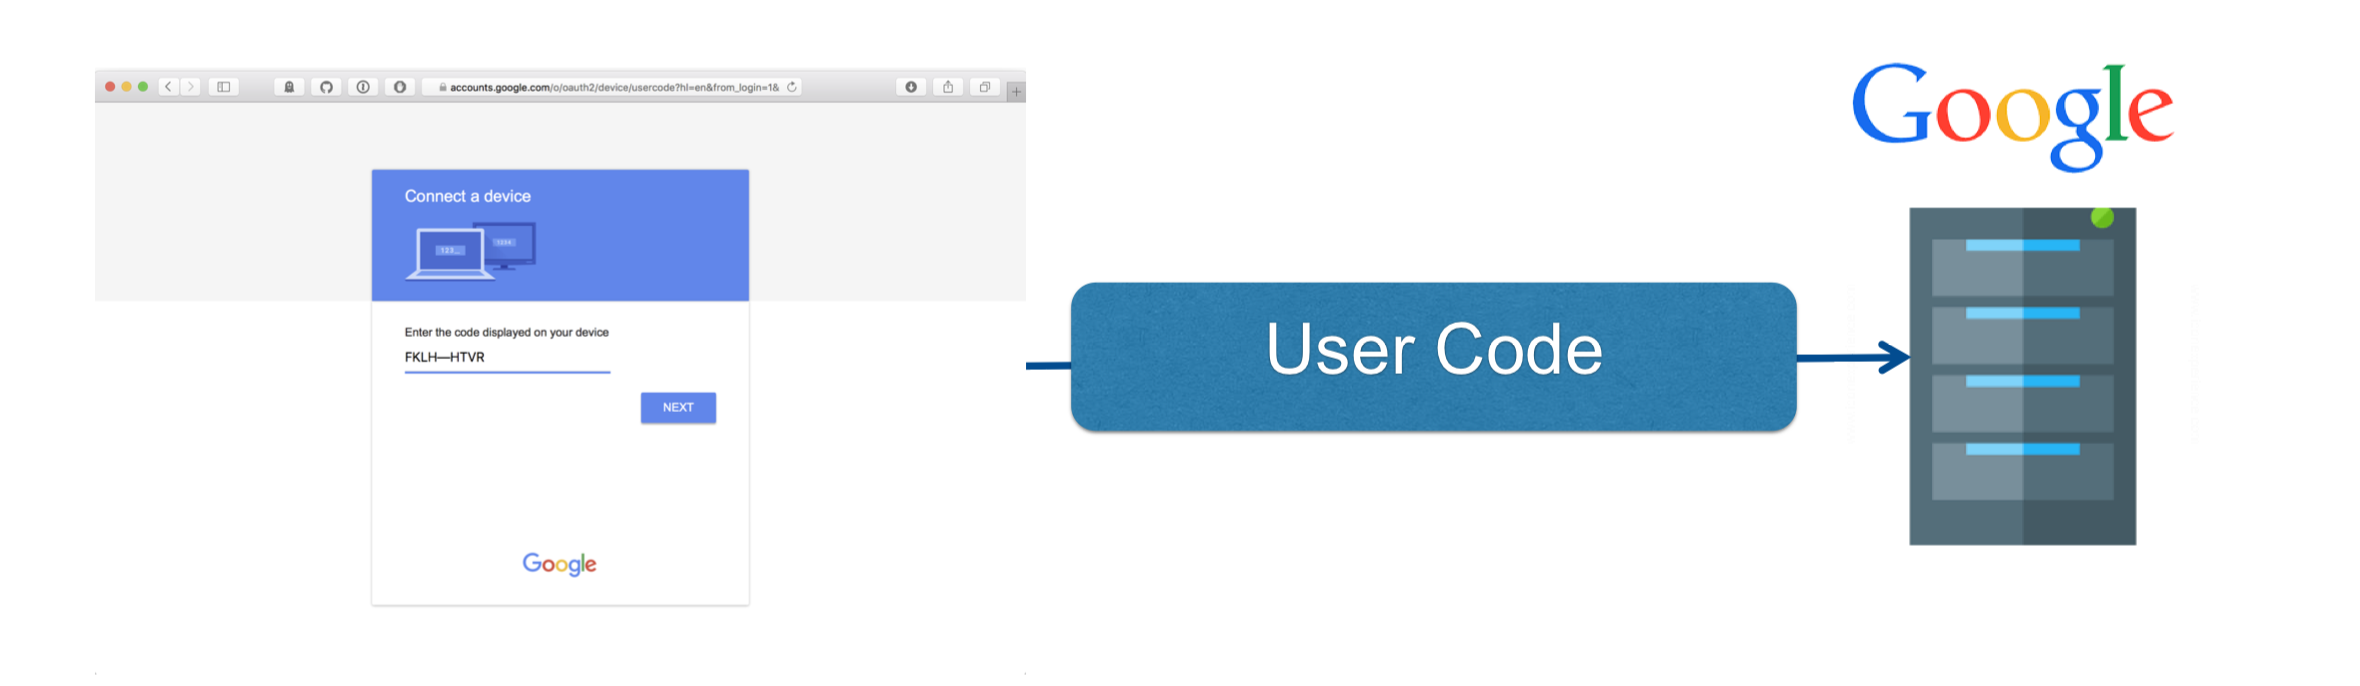 accounts.google.com/o/oauth2/device/usercode?hl=en&from_login=1&
Connect a device
123_
1234
Enter the code displayed on your device
FKLH—HTVR
NEXT
Google
User Code
Google